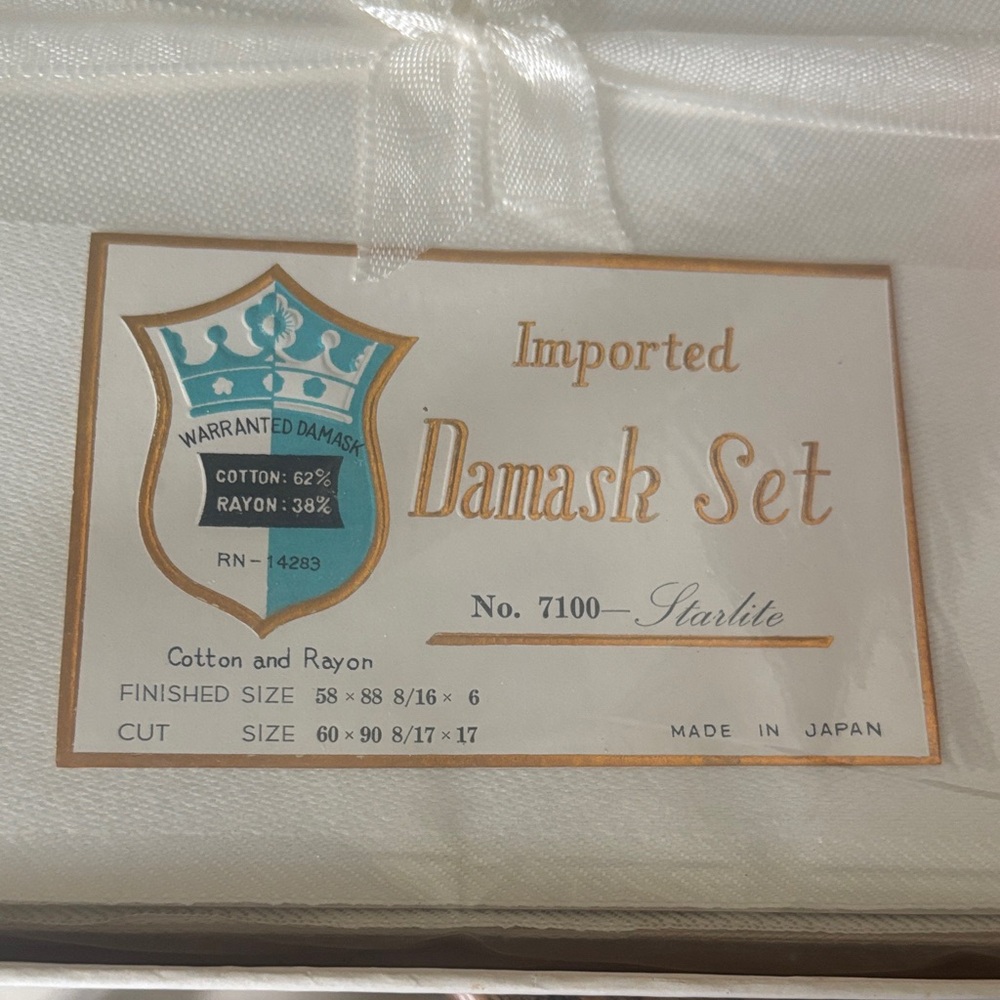 WARRANTED DAMASK
COTTON: 62%
RAYON: 38%
RN-14283
Imported
Damask Set
No. 7100— Starlite
Cotton and Rayon
FINISHED SIZE 58 × 88 8/16 × 6
CUT SIZE 60 × 90 8/17 × 17
MADE IN JAPAN